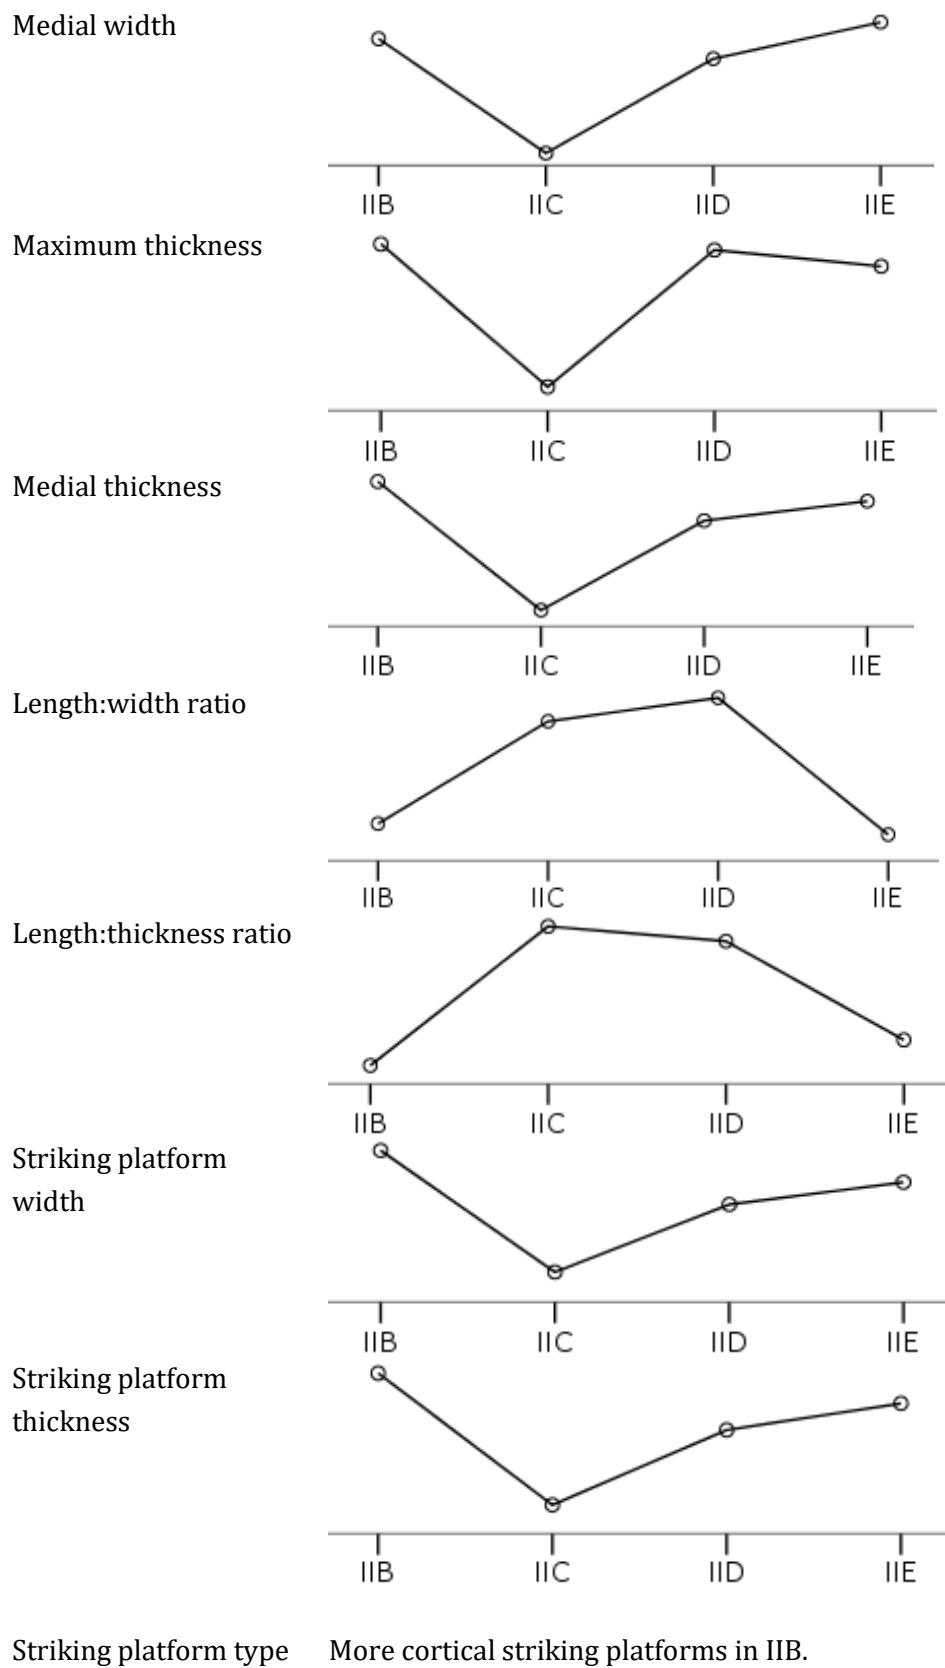 Medial width
IIB IIC IID IIE
Maximum thickness
IIB IIC IID IIE
Medial thickness
IIB IIC IID IIE
Length:width ratio
IIB IIC IID IIE
Length:thickness ratio
IIB IIC IID IIE
Striking platform
width
IIB IIC IID IIE
Striking platform
thickness
IIB IIC IID IIE
Striking platform type More cortical striking platforms in IIB.